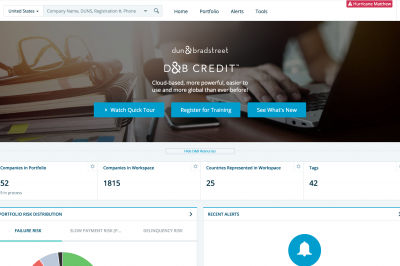 United States
Company Name, DUNS, Registration #, Phone
Home
Portfolio
Alerts
Tools
Hurricane Matthew
dun&bradstreet
D&B CREDIT™
Cloud-based, more powerful, easier to
use and more global than ever before!
Watch Quick Tour
Register for Training
See What's New
Hide D&B Resources
Companies in Portfolio
52
in process
Companies in Workspace
1815
Countries Represented in Workspace
25
Tags
42
PORTFOLIO RISK DISTRIBUTION
FAILURE RISK
SLOW PAYMENT RISK (P...
DELINQUENCY RISK
RECENT ALERTS